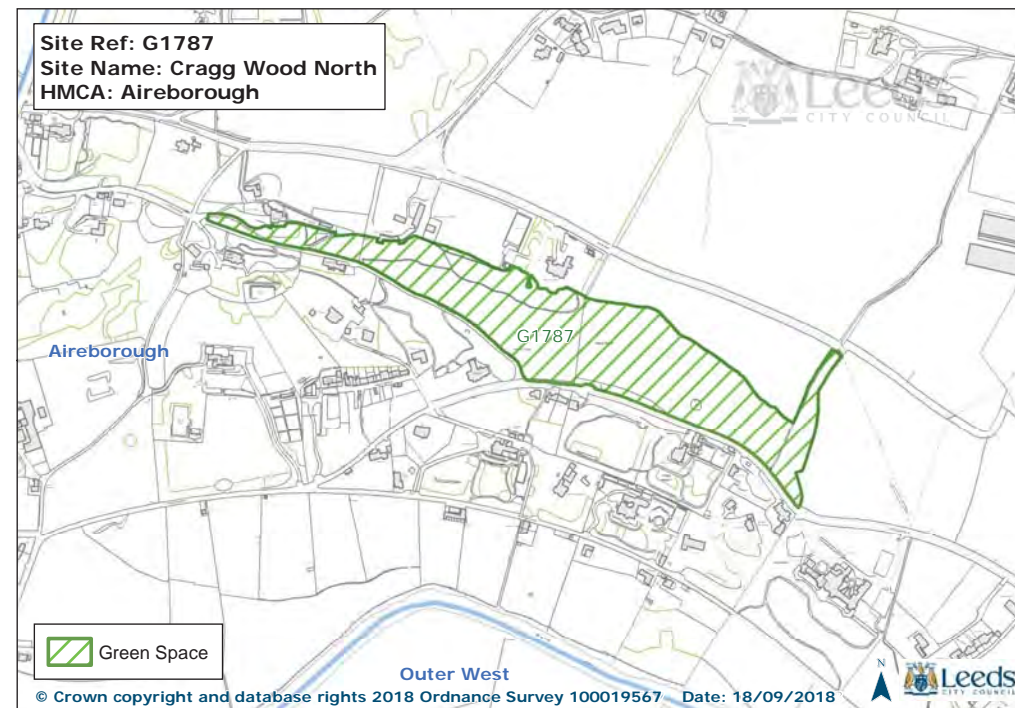 Site Ref: G1787
Site Name: Cragg Wood North
HMCA: Aireborough
Leeds
CITY COUNCIL
G1787
Aireborough
Green Space
Outer West
N
© Crown copyright and database rights 2018 Ordnance Survey 100019567 Date: 18/09/2018
Leeds
CITY COUNCIL